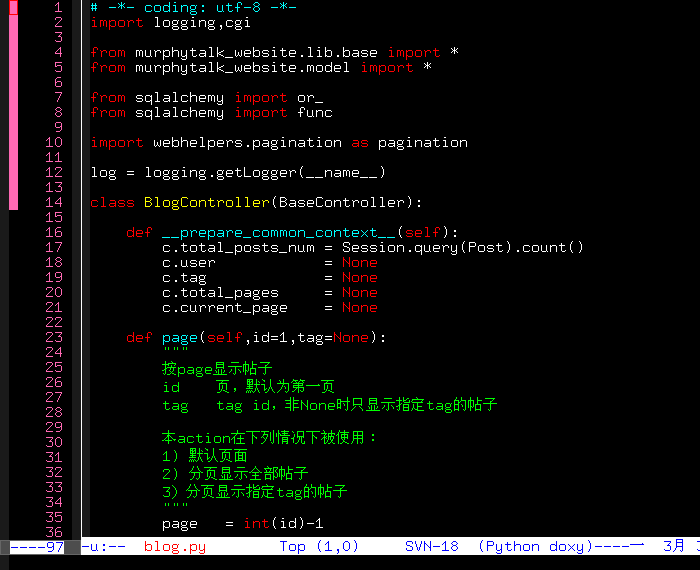 1 # -*- coding: utf-8 -*-
2 import logging,cgi
3
4 from murphytalk_website.lib.base import *
5 from murphytalk_website.model import *
6
7 from sqlalchemy import or_
8 from sqlalchemy import func
9
10 import webhelpers.pagination as pagination
11
12 log = logging.getLogger(__name__)
13
14 class BlogController(BaseController):
15
16     def __prepare_common_context__(self):
17         c.total_posts_num = Session.query(Post).count()
18         c.user            = None
19         c.tag             = None
20         c.total_pages     = None
21         c.current_page    = None
22
23     def page(self,id=1,tag=None):
24         """
25         按page显示帖子
26         id    页，默认为第一页
27         tag   tag id，非None时只显示指定tag的帖子
28
29
30         本action在下列情况下被使用：
31         1) 默认页面
32         2) 分页显示全部帖子
33         3) 分页显示指定tag的帖子
34         """
35         page   = int(id)-1
36
----97 -u:--  blog.py        Top (1,0)     SVN-18  (Python doxy)----一  3月